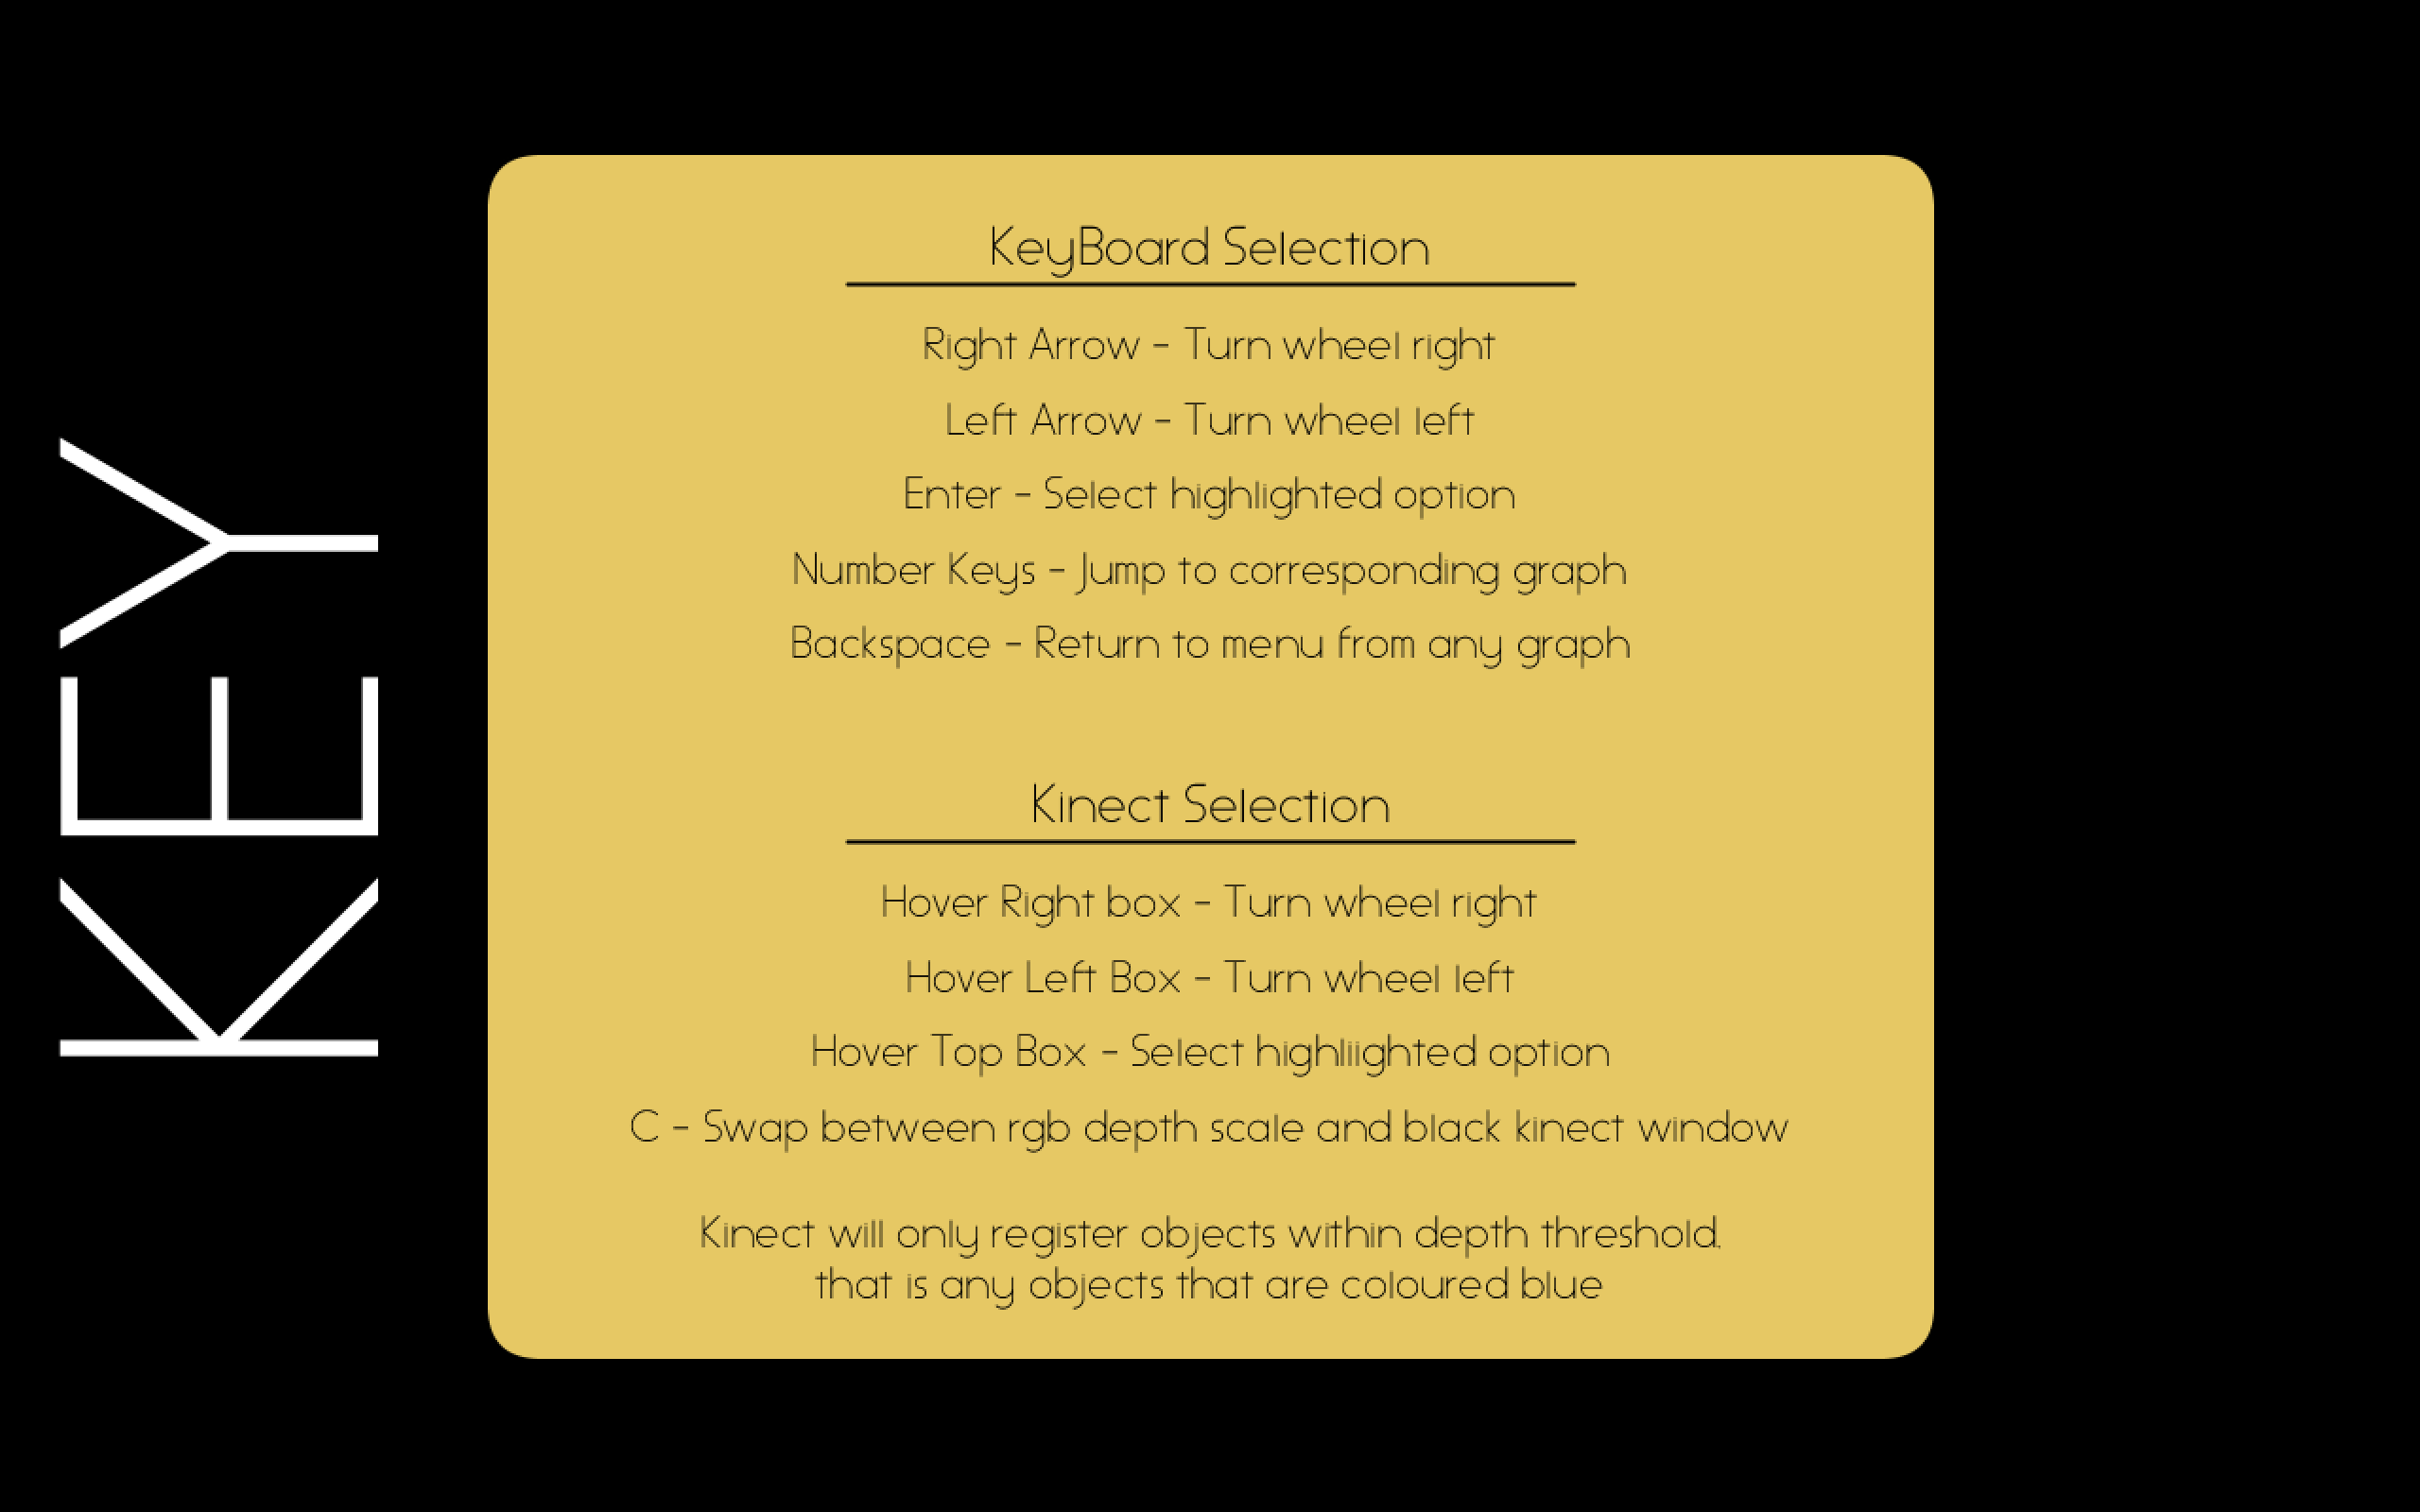 KEY
KeyBoard Selection
Right Arrow - Turn wheel right
Left Arrow - Turn wheel left
Enter - Select highlighted option
Number Keys - Jump to corresponding graph
Backspace - Return to menu from any graph
Kinect Selection
Hover Right box - Turn wheel right
Hover Left Box - Turn wheel left
Hover Top Box - Select highliighted option
C - Swap between rgb depth scale and black kinect window
Kinect will only register objects within depth threshold,
that is any objects that are coloured blue